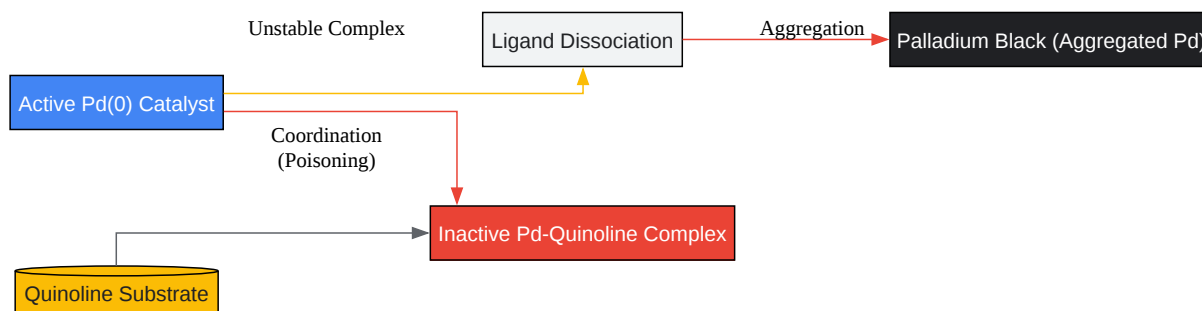 Unstable Complex
Ligand Dissociation
Aggregation
Palladium Black (Aggregated Pd)
Active Pd(0) Catalyst
Coordination
(Poisoning)
Inactive Pd-Quinoline Complex
Quinoline Substrate